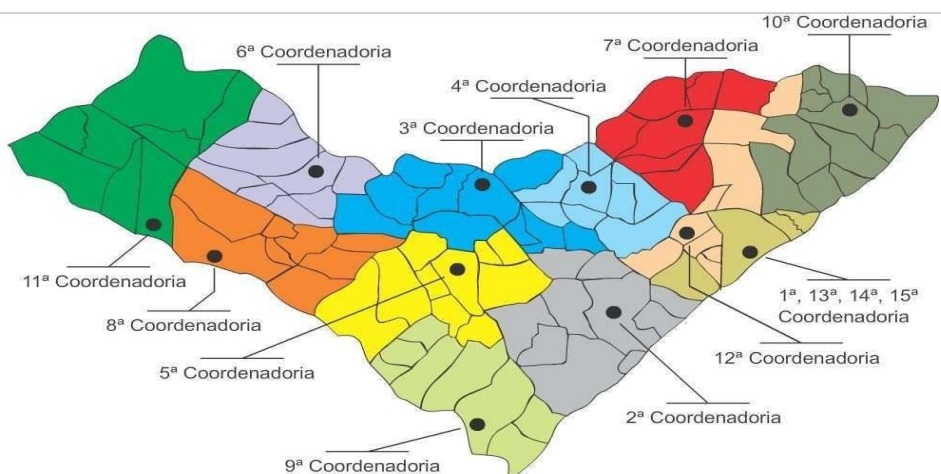 10ª Coordenadoria
7ª Coordenadoria
6ª Coordenadoria
4ª Coordenadoria
3ª Coordenadoria
11ª Coordenadoria
1ª, 13ª, 14ª, 15ª
Coordenadoria
8ª Coordenadoria
12ª Coordenadoria
5ª Coordenadoria
2ª Coordenadoria
9ª Coordenadoria